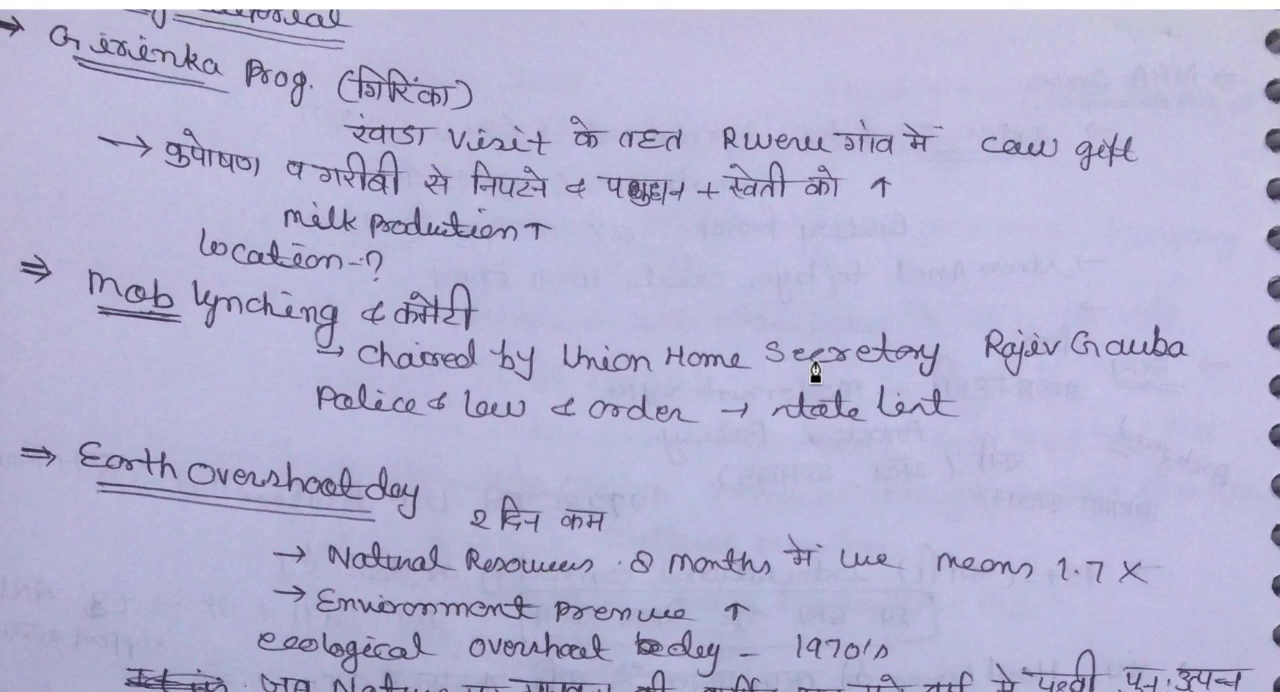 → Girinka Prog. (गिरिंका)
रंवाडा visit के तहत Rweru गांव में cow gift
→ कुपोषण व गरीबी से निपटने & पशुधन + खेती को ↑
milk production ↑
location -?
⇒ Mob lynching & कमेटी
→ chaired by Union Home Secretary Rajiv Gauba
Police & law & order → state list
⇒ Earth Overshoot day
2 दिन कम
→ Natural Resources 8 months में use means 1.7 X
→ Environment Pressure ↑
ecological overshoot day - 1970's
जब Nature में पृथ्वी